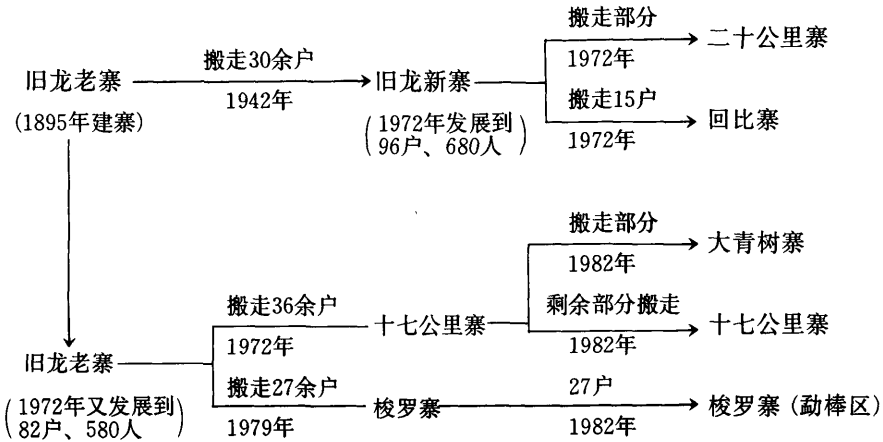 搬走部分
二十公里寨
搬走30余户
1972年
旧龙老寨
旧龙新寨
1942年
搬走15户
(1895年建寨)
(1972年发展到
96户、680人)
回比寨
1972年
搬走部分
大青树寨
1982年
搬走36余户
剩余部分搬走
十七公里寨
十七公里寨
1972年
1982年
旧龙老寨
搬走27余户
27户
(1972年又发展到
82户、580人)
梭罗寨
梭罗寨 (勐棒区)
1979年
1982年